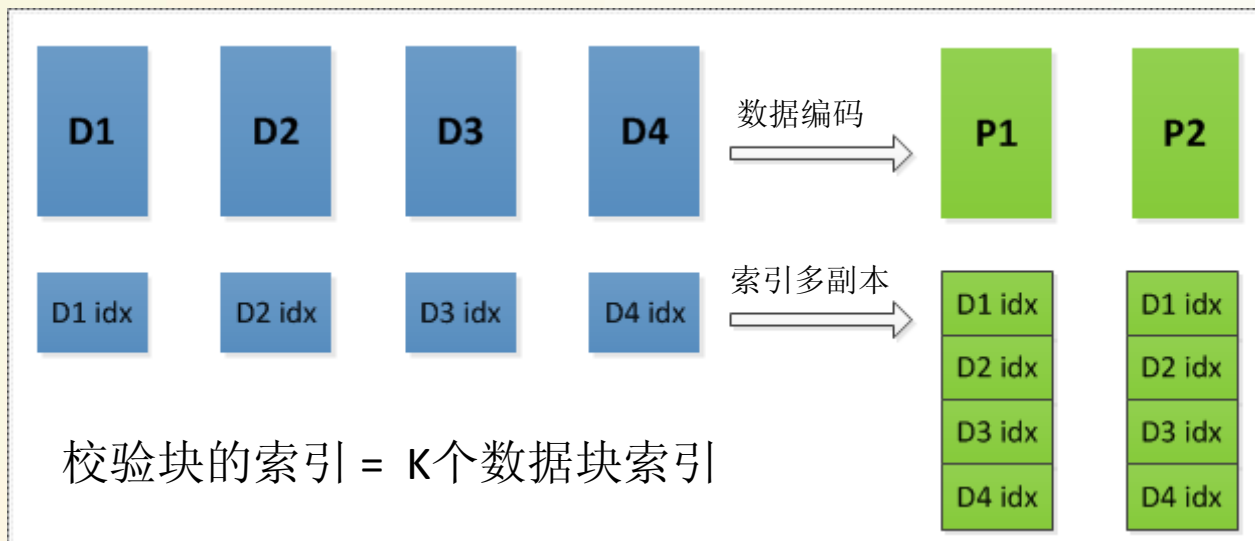 D1
D2
D3
D4
数据编码
P1
P2
D1 idx
D2 idx
D3 idx
D4 idx
索引多副本
D1 idx
D2 idx
D3 idx
D4 idx
D1 idx
D2 idx
D3 idx
D4 idx
校验块的索引 = K个数据块索引